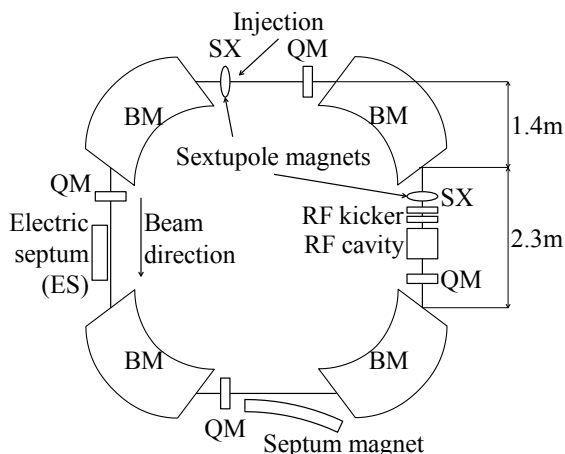 Injection
SX
QM
BM
BM
1.4m
Sextupole magnets
QM
SX
Electric
septum
(ES)
Beam
direction
RF kicker
RF cavity
2.3m
QM
BM
BM
QM
Septum magnet